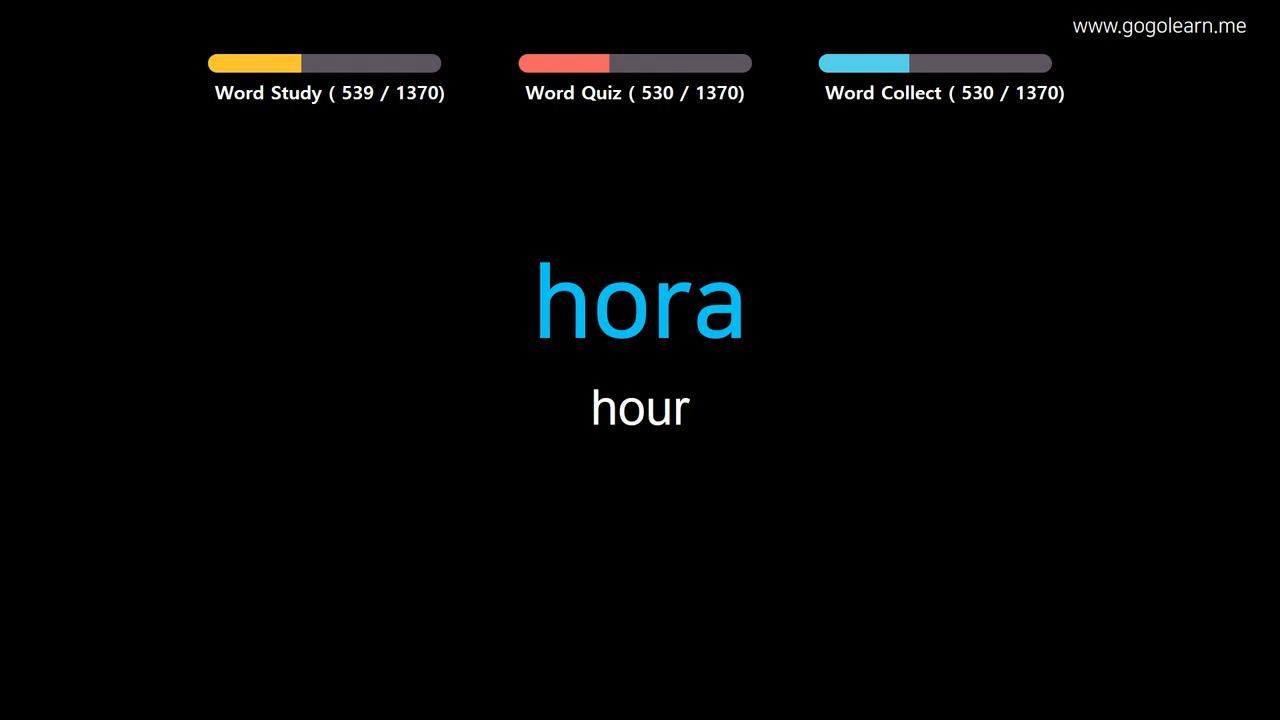 www.gogolearn.me
Word Study ( 539 / 1370)
Word Quiz ( 530 / 1370)
Word Collect ( 530 / 1370)
hora
hour